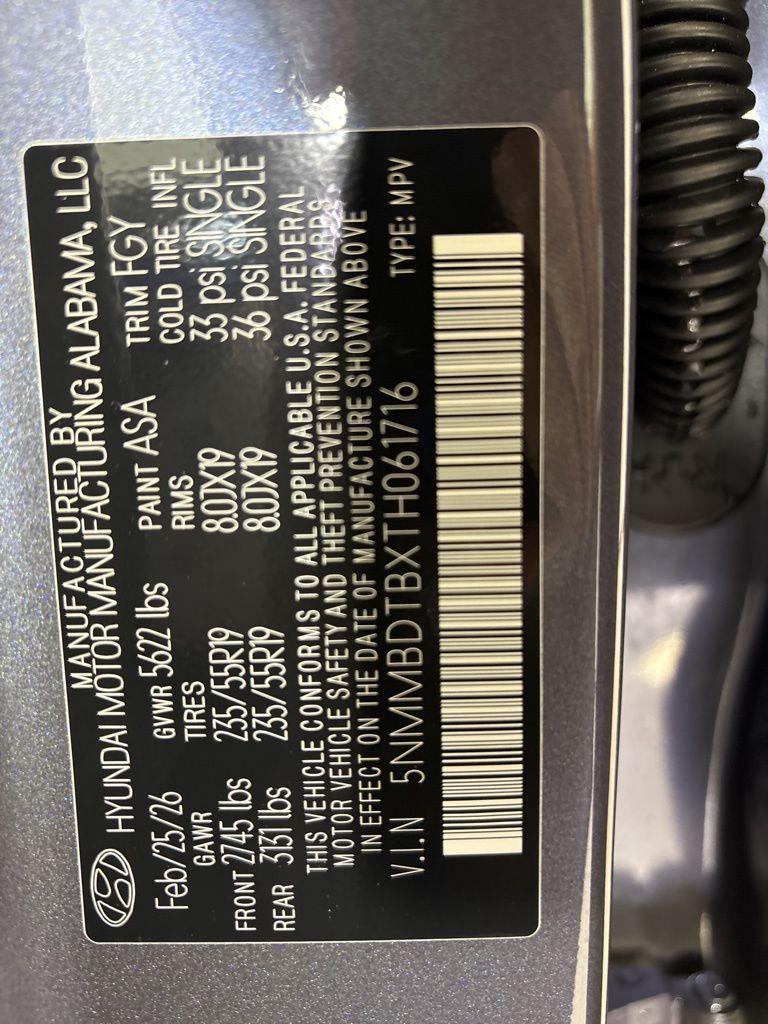 MANUFACTURED BY
HYUNDAI MOTOR MANUFACTURING ALABAMA, LLC
Feb/25/26 GVWR 5622 lbs PAINT ASA TRIM FGY
GAWR TIRES RIMS COLD TIRE INFL
FRONT 2745 lbs 235/55R19 8.0JX19 33 psi SINGLE
REAR 3131 lbs 235/55R19 8.0JX19 36 psi SINGLE
THIS VEHICLE CONFORMS TO ALL APPLICABLE U.S.A. FEDERAL
MOTOR VEHICLE SAFETY AND THEFT PREVENTION STANDARDS
IN EFFECT ON THE DATE OF MANUFACTURE SHOWN ABOVE
V.I.N 5NMMBDTBXTH061716 TYPE: MPV